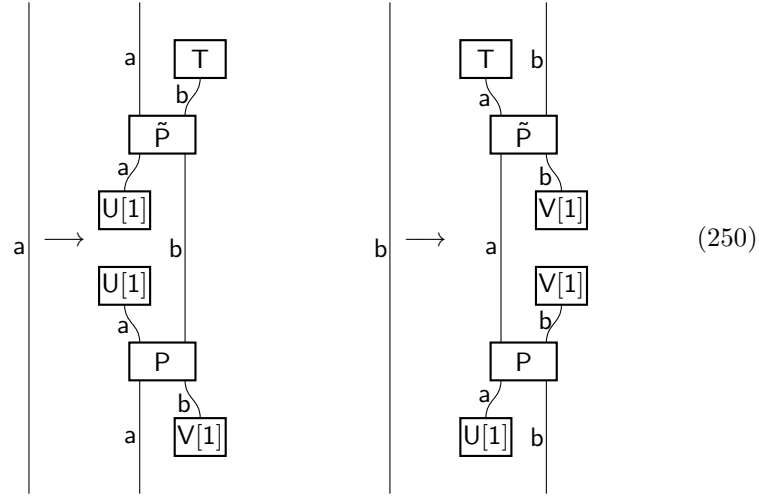 a T T b
b a
P̃ P̃
a b
U[1] V[1]
a → b b → a (250)
U[1] V[1]
a b
P P
b a
a V[1] U[1] b